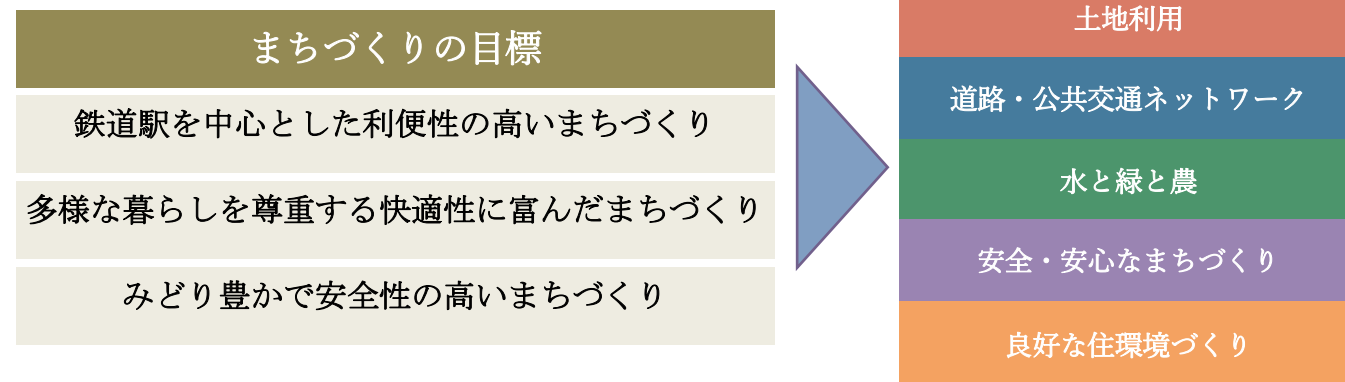 まちづくりの目標
鉄道駅を中心とした利便性の高いまちづくり
多様な暮らしを尊重する快適性に富んだまちづくり
みどり豊かで安全性の高いまちづくり
土地利用
道路・公共交通ネットワーク
水と緑と農
安全・安心なまちづくり
良好な住環境づくり